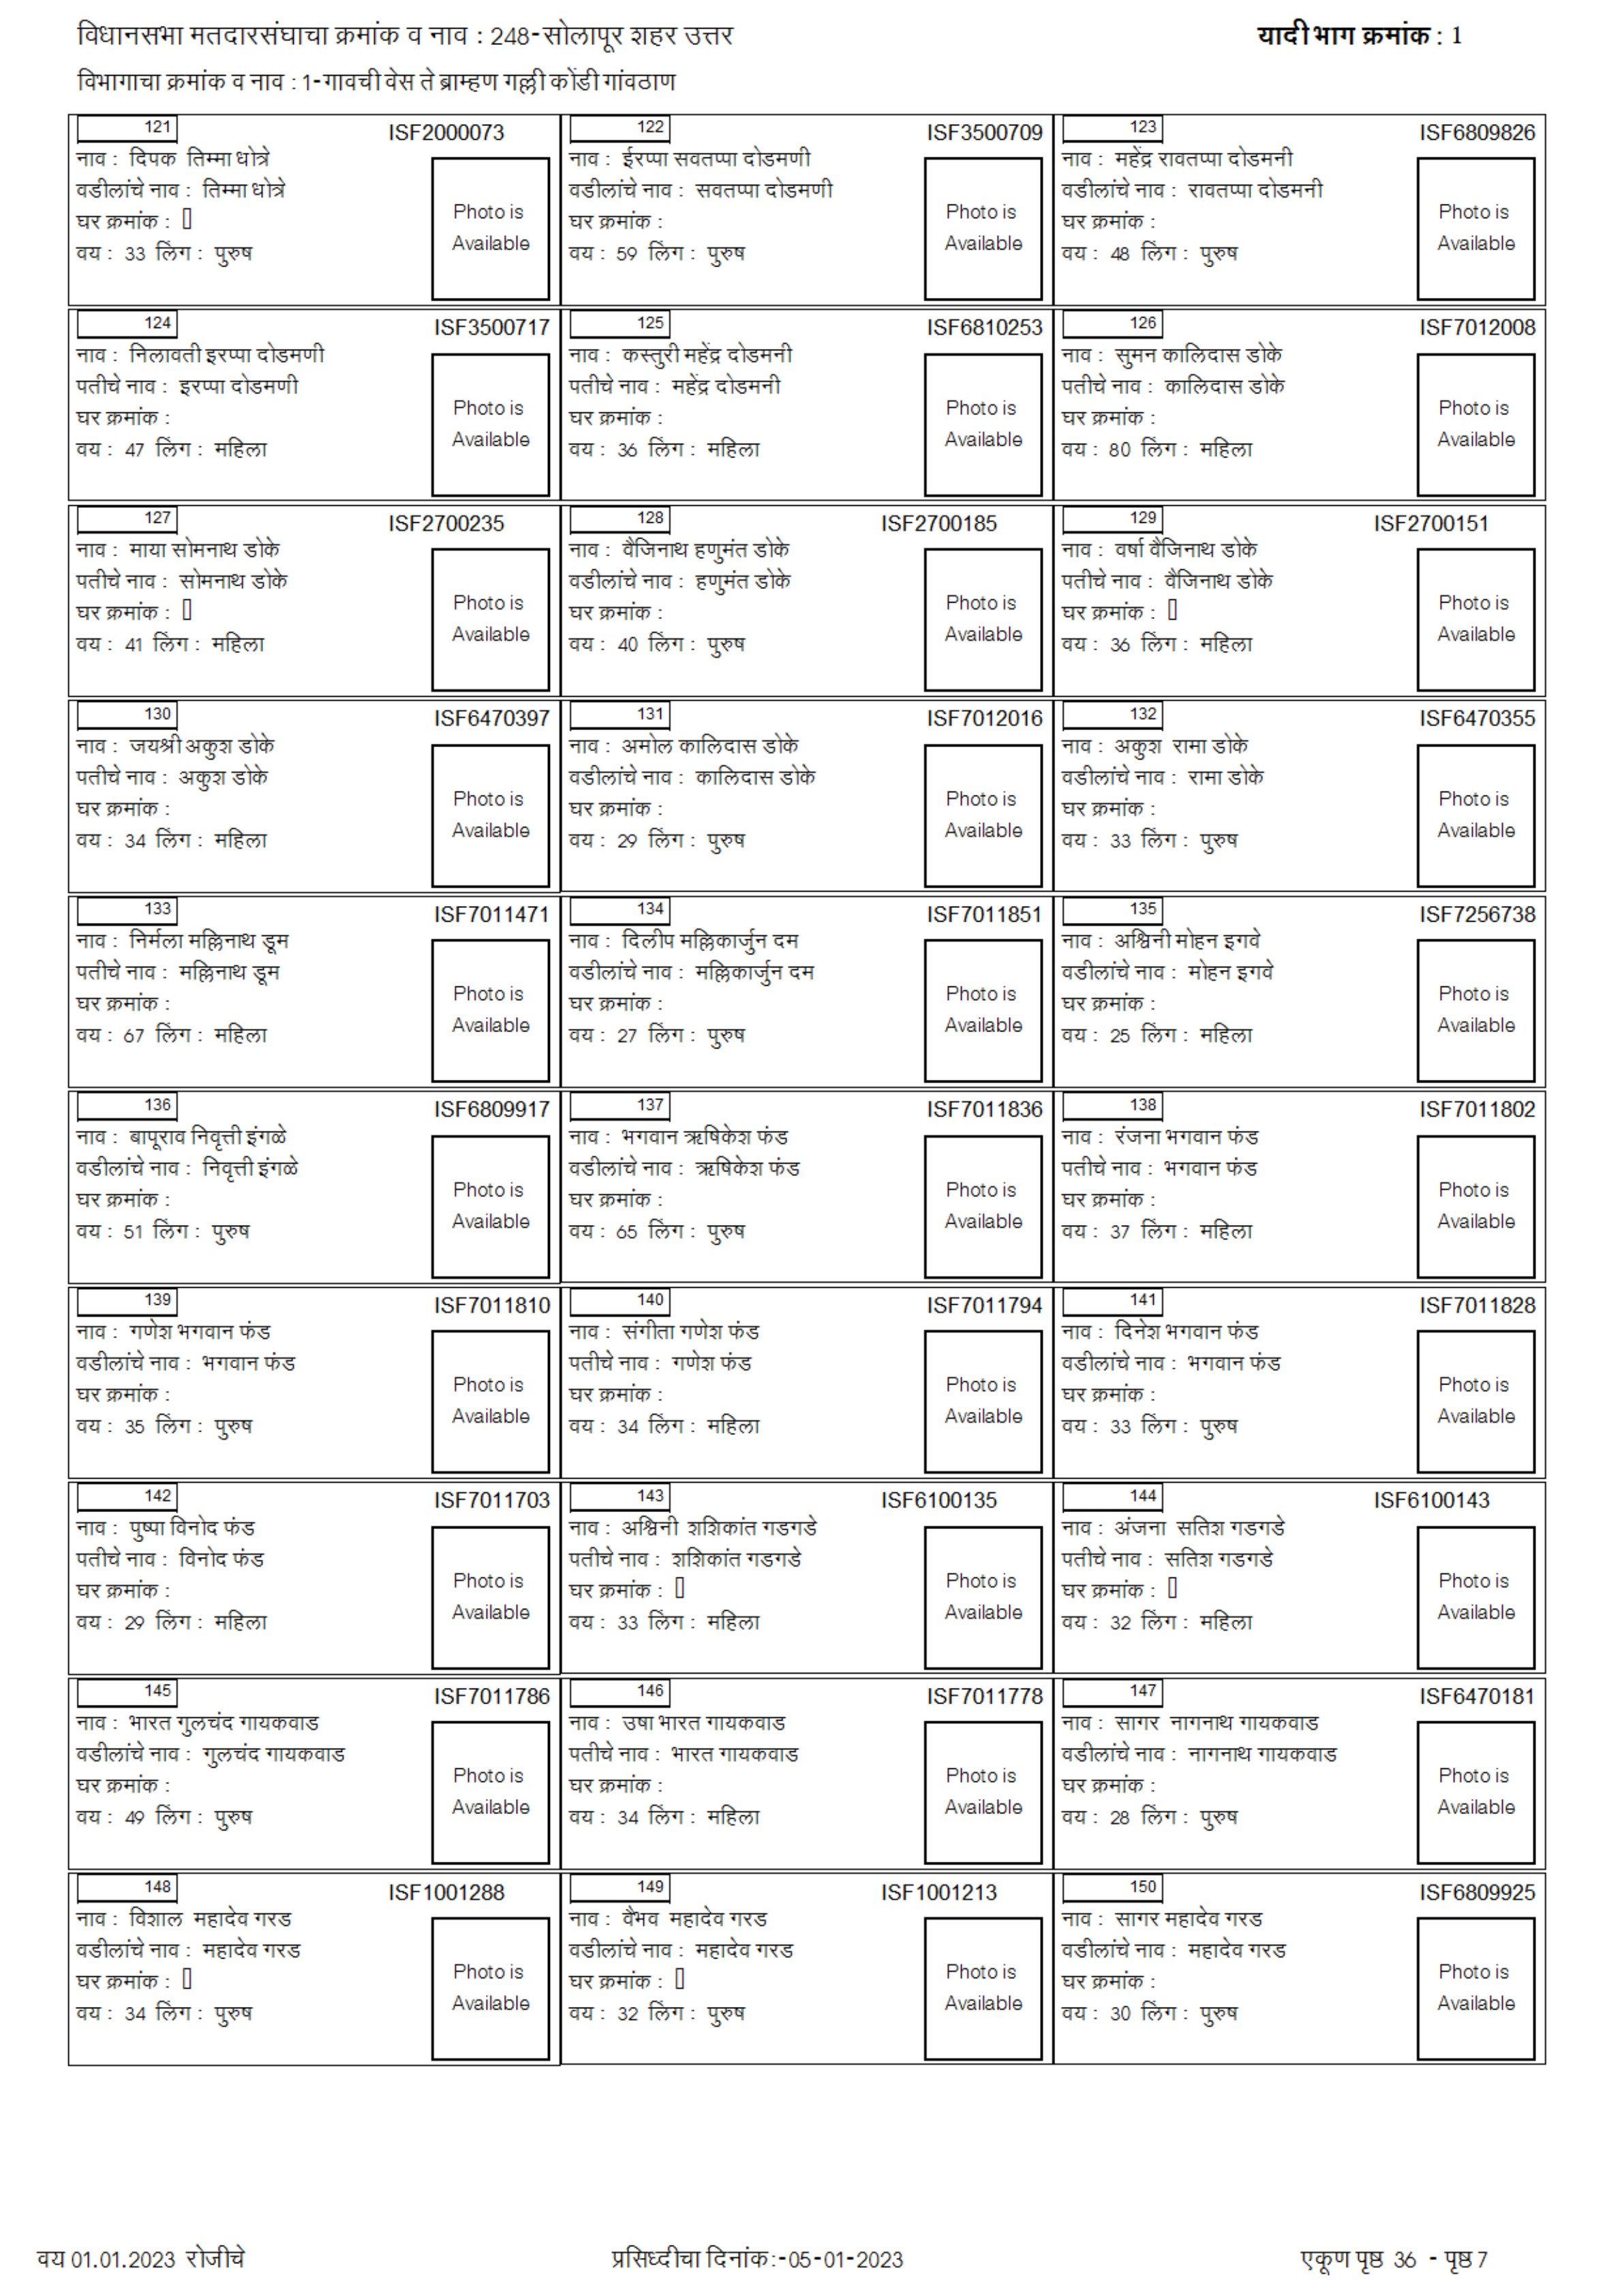 विधानसभा मतदारसंघाचा क्रमांक व नाव : 248-सोलापूर शहर उत्तर
यादी भाग क्रमांक : 1
विभागाचा क्रमांक व नाव : 1-गावची वेस ते ब्राम्हण गल्ली कोंडी गांवठाण
121 ISF2000073
नाव : दिपक तिम्मा धोत्रे
वडीलांचे नाव : तिम्मा धोत्रे
घर क्रमांक :
वय : 33 लिंग : पुरुष
Photo is
Available
122 ISF3500709
नाव : ईरप्पा सवतप्पा दोडमणी
वडीलांचे नाव : सवतप्पा दोडमणी
घर क्रमांक :
वय : 59 लिंग : पुरुष
Photo is
Available
123 ISF6809826
नाव : महेंद्र रावतप्पा दोडमनी
वडीलांचे नाव : रावतप्पा दोडमनी
घर क्रमांक :
वय : 48 लिंग : पुरुष
Photo is
Available
124 ISF3500717
नाव : निलावती इरप्पा दोडमणी
पतीचे नाव : इरप्पा दोडमणी
घर क्रमांक :
वय : 47 लिंग : महिला
Photo is
Available
125 ISF6810253
नाव : कस्तुरी महेंद्र दोडमनी
पतीचे नाव : महेंद्र दोडमनी
घर क्रमांक :
वय : 36 लिंग : महिला
Photo is
Available
126 ISF7012008
नाव : सुमन कालिदास डोके
पतीचे नाव : कालिदास डोके
घर क्रमांक :
वय : 80 लिंग : महिला
Photo is
Available
127 ISF2700235
नाव : माया सोमनाथ डोके
पतीचे नाव : सोमनाथ डोके
घर क्रमांक :
वय : 41 लिंग : महिला
Photo is
Available
128 ISF2700185
नाव : वैजिनाथ हणुमंत डोके
वडीलांचे नाव : हणुमंत डोके
घर क्रमांक :
वय : 40 लिंग : पुरुष
Photo is
Available
129 ISF2700151
नाव : वर्षा वैजिनाथ डोके
पतीचे नाव : वैजिनाथ डोके
घर क्रमांक :
वय : 36 लिंग : महिला
Photo is
Available
130 ISF6470397
नाव : जयश्री अकुश डोके
पतीचे नाव : अकुश डोके
घर क्रमांक :
वय : 34 लिंग : महिला
Photo is
Available
131 ISF7012016
नाव : अमोल कालिदास डोके
वडीलांचे नाव : कालिदास डोके
घर क्रमांक :
वय : 29 लिंग : पुरुष
Photo is
Available
132 ISF6470355
नाव : अकुश रामा डोके
वडीलांचे नाव : रामा डोके
घर क्रमांक :
वय : 33 लिंग : पुरुष
Photo is
Available
133 ISF7011471
नाव : निर्मला मल्लिनाथ डूम
पतीचे नाव : मल्लिनाथ डूम
घर क्रमांक :
वय : 67 लिंग : महिला
Photo is
Available
134 ISF7011851
नाव : दिलीप मल्लिकार्जुन दम
वडीलांचे नाव : मल्लिकार्जुन दम
घर क्रमांक :
वय : 27 लिंग : पुरुष
Photo is
Available
135 ISF7256738
नाव : अश्विनी मोहन इगवे
वडीलांचे नाव : मोहन इगवे
घर क्रमांक :
वय : 25 लिंग : महिला
Photo is
Available
136 ISF6809917
नाव : बापूराव निवृत्ती इंगळे
वडीलांचे नाव : निवृत्ती इंगळे
घर क्रमांक :
वय : 51 लिंग : पुरुष
Photo is
Available
137 ISF7011836
नाव : भगवान ऋषिकेश फंड
वडीलांचे नाव : ऋषिकेश फंड
घर क्रमांक :
वय : 65 लिंग : पुरुष
Photo is
Available
138 ISF7011802
नाव : रंजना भगवान फंड
पतीचे नाव : भगवान फंड
घर क्रमांक :
वय : 37 लिंग : महिला
Photo is
Available
139 ISF7011810
नाव : गणेश भगवान फंड
वडीलांचे नाव : भगवान फंड
घर क्रमांक :
वय : 35 लिंग : पुरुष
Photo is
Available
140 ISF7011794
नाव : संगीता गणेश फंड
पतीचे नाव : गणेश फंड
घर क्रमांक :
वय : 34 लिंग : महिला
Photo is
Available
141 ISF7011828
नाव : दिनेश भगवान फंड
वडीलांचे नाव : भगवान फंड
घर क्रमांक :
वय : 33 लिंग : पुरुष
Photo is
Available
142 ISF7011703
नाव : पुष्पा विनोद फंड
पतीचे नाव : विनोद फंड
घर क्रमांक :
वय : 29 लिंग : महिला
Photo is
Available
143 ISF6100135
नाव : अश्विनी शशिकांत गडगडे
पतीचे नाव : शशिकांत गडगडे
घर क्रमांक :
वय : 33 लिंग : महिला
Photo is
Available
144 ISF6100143
नाव : अंजना सतिश गडगडे
पतीचे नाव : सतिश गडगडे
घर क्रमांक :
वय : 32 लिंग : महिला
Photo is
Available
145 ISF7011786
नाव : भारत गुलचंद गायकवाड
वडीलांचे नाव : गुलचंद गायकवाड
घर क्रमांक :
वय : 49 लिंग : पुरुष
Photo is
Available
146 ISF7011778
नाव : उषा भारत गायकवाड
पतीचे नाव : भारत गायकवाड
घर क्रमांक :
वय : 34 लिंग : महिला
Photo is
Available
147 ISF6470181
नाव : सागर नागनाथ गायकवाड
वडीलांचे नाव : नागनाथ गायकवाड
घर क्रमांक :
वय : 28 लिंग : पुरुष
Photo is
Available
148 ISF1001288
नाव : विशाल महादेव गरड
वडीलांचे नाव : महादेव गरड
घर क्रमांक :
वय : 34 लिंग : पुरुष
Photo is
Available
149 ISF1001213
नाव : वैभव महादेव गरड
वडीलांचे नाव : महादेव गरड
घर क्रमांक :
वय : 32 लिंग : पुरुष
Photo is
Available
150 ISF6809925
नाव : सागर महादेव गरड
वडीलांचे नाव : महादेव गरड
घर क्रमांक :
वय : 30 लिंग : पुरुष
Photo is
Available
वय 01.01.2023 रोजीचे
प्रसिध्दीचा दिनांक:-05-01-2023
एकूण पृष्ठ 36 - पृष्ठ 7